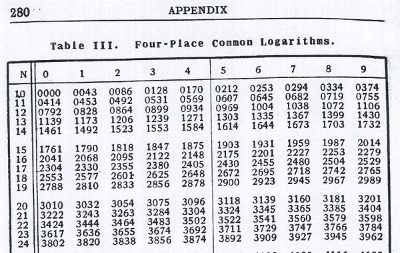 280 APPENDIX
Table III. Four-Place Common Logarithms.
N 0 1 2 3 4 5 6 7 8 9
10 0000 0043 0086 0128 0170 0212 0253 0294 0334 0374
11 0414 0453 0492 0531 0569 0607 0645 0682 0719 0755
12 0792 0828 0864 0899 0934 0969 1004 1038 1072 1106
13 1139 1173 1206 1239 1271 1303 1335 1367 1399 1430
14 1461 1492 1523 1553 1584 1614 1644 1673 1703 1732
15 1761 1790 1818 1847 1875 1903 1931 1959 1987 2014
16 2041 2068 2095 2122 2148 2175 2201 2227 2253 2279
17 2304 2330 2355 2380 2405 2430 2455 2480 2504 2529
18 2553 2577 2601 2625 2648 2672 2695 2718 2742 2765
19 2788 2810 2833 2856 2878 2900 2923 2945 2967 2989
20 3010 3032 3054 3075 3096 3118 3139 3160 3181 3201
21 3222 3243 3263 3284 3304 3324 3345 3365 3385 3404
22 3424 3444 3464 3483 3502 3522 3541 3560 3579 3598
23 3617 3636 3655 3674 3692 3711 3729 3747 3766 3784
24 3802 3820 3838 3856 3874 3892 3909 3927 3945 3962